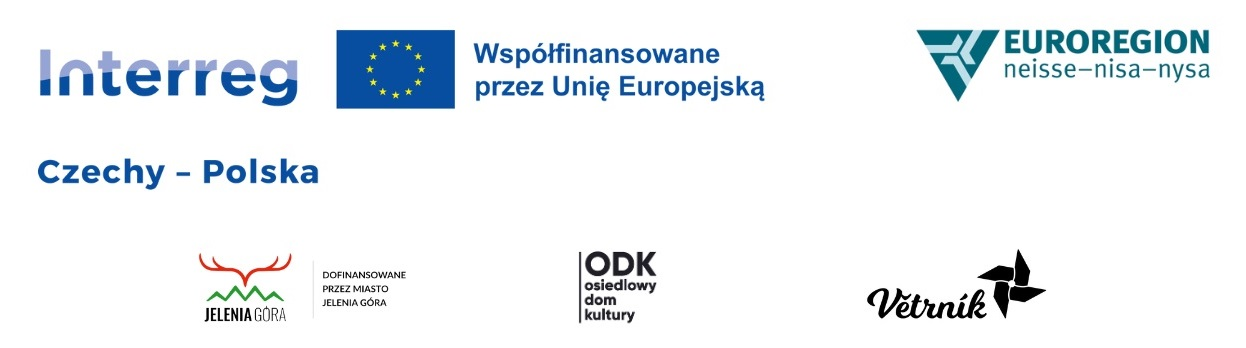 Interreg
Współfinansowane
przez Unię Europejską
EUROREGION
neisse–nisa–nysa
Czechy – Polska
JELENIA GÓRA
DOFINANSOWANE
PRZEZ MIASTO
JELENIA GÓRA
ODK
osiedlowy
dom
kultury
Větrník